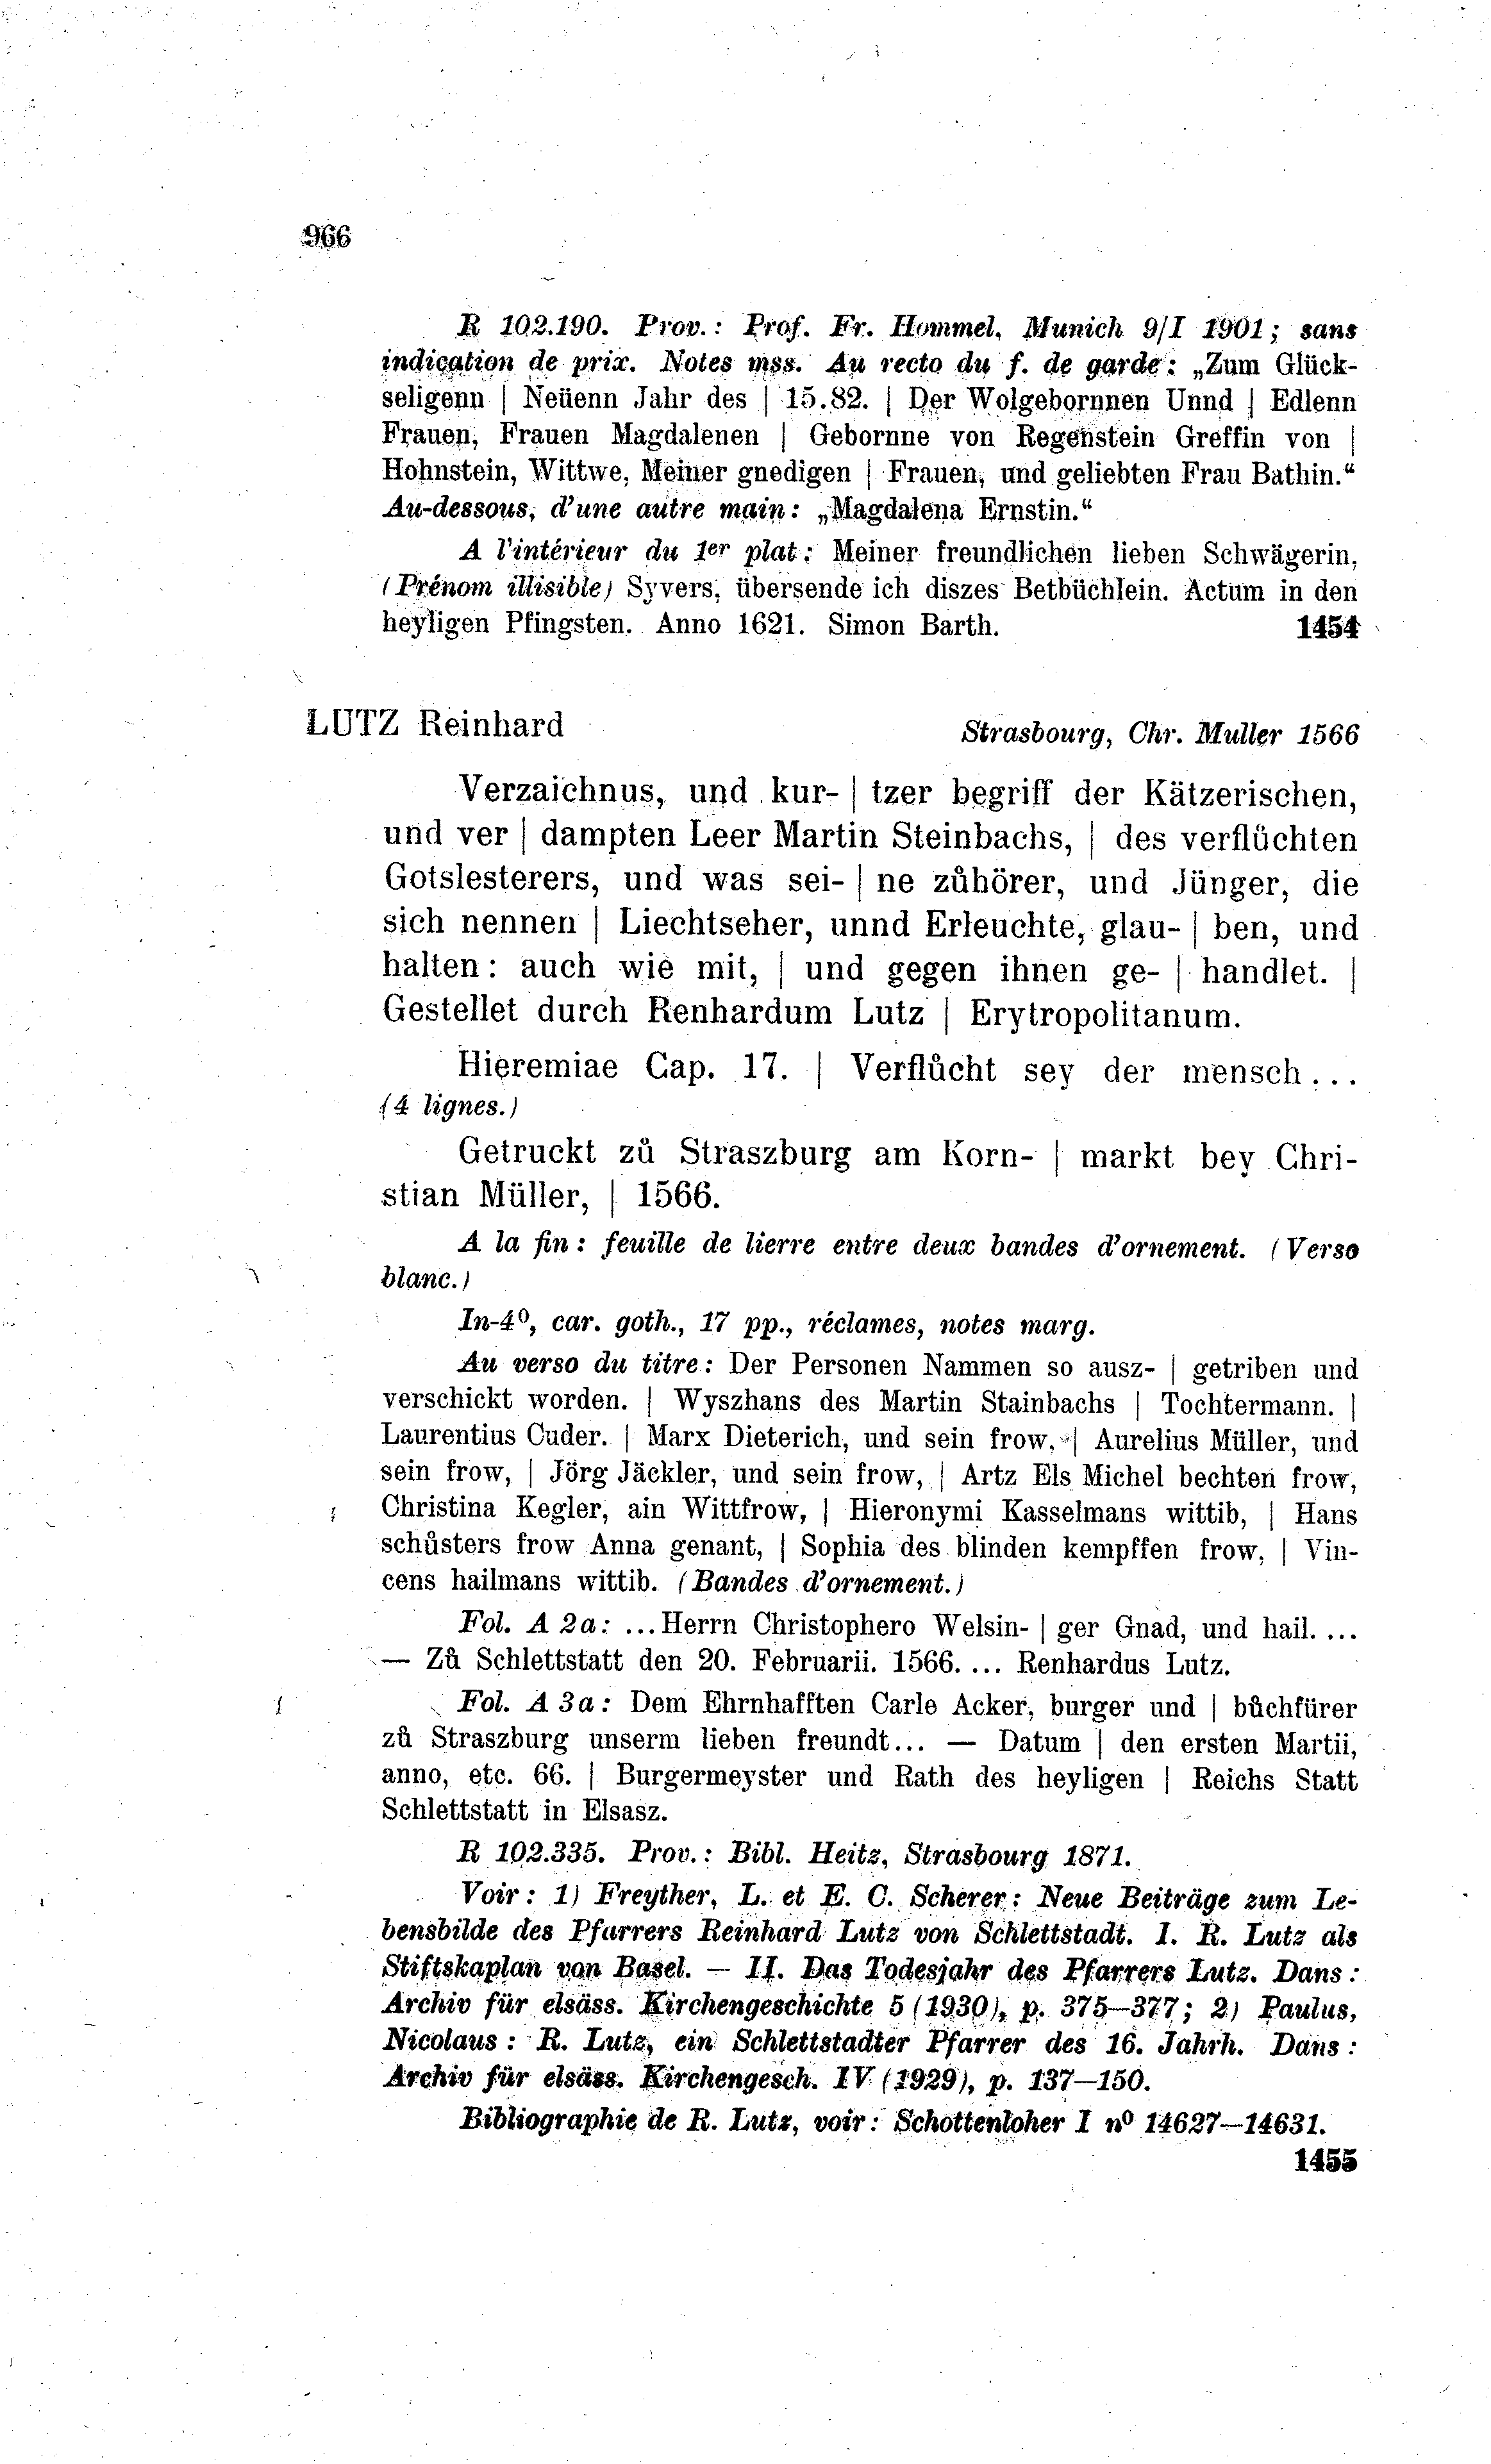 966
R 102.190. Prov.: Prof. Fr. Hommel, Munich 9/I 1901; sans
indication de prix. Notes mss. Au recto du f. de garde: „Zum Glück-
seligenn | Neüenn Jahr des | 15.82. | Der Wolgebornnen Unnd | Edlenn
Frauen, Frauen Magdalenen | Gebornne von Regenstein Greffin von |
Hohnstein, Wittwe, Meiner gnedigen | Frauen, und geliebten Frau Bathin.“
Au-dessous, d'une autre main: „Magdalena Ernstin.“
A l'intérieur du 1er plat: Meiner freundlichen lieben Schwägerin,
(Prénom illisible) Syvers, übersende ich diszes Betbüchlein. Actum in den
heyligen Pfingsten. Anno 1621. Simon Barth. 1454
LUTZ Reinhard Strasbourg, Chr. Muller 1566
Verzaichnus, und kur- | tzer begriff der Kätzerischen,
und ver | dampten Leer Martin Steinbachs, | des verflüchten
Gotslesterers, und was sei- | ne zůhörer, und Jünger, die
sich nennen | Liechtseher, unnd Erleuchte, glau- | ben, und
halten: auch wie mit, | und gegen ihnen ge- | handlet. |
Gestellet durch Renhardum Lutz | Erytropolitanum.
Hieremiae Cap. 17. | Verflůcht sey der mensch...
(4 lignes.)
Getruckt zů Straszburg am Korn- | markt bey Chri-
stian Müller, | 1566.
A la fin: feuille de lierre entre deux bandes d'ornement. (Verso
blanc.)
In-4º, car. goth., 17 pp., réclames, notes marg.
Au verso du titre: Der Personen Nammen so ausz- | getriben und
verschickt worden. | Wyszhans des Martin Stainbachs | Tochtermann. |
Laurentius Cuder. | Marx Dieterich, und sein frow, | Aurelius Müller, und
sein frow, | Jörg Jäckler, und sein frow, | Artz Els Michel bechten frow,
Christina Kegler, ain Wittfrow, | Hieronymi Kasselmans wittib, | Hans
schůsters frow Anna genant, | Sophia des blinden kempffen frow, | Vin-
cens hailmans wittib. (Bandes d'ornement.)
Fol. A 2a: ...Herrn Christophero Welsin- | ger Gnad, und hail. ...
— Zů Schlettstatt den 20. Februarii. 1566. ... Renhardus Lutz.
Fol. A 3a: Dem Ehrnhafften Carle Acker, burger und | bůchfürer
zů Straszburg unserm lieben freundt... — Datum | den ersten Martii,
anno, etc. 66. | Burgermeyster und Rath des heyligen | Reichs Statt
Schlettstatt in Elsasz.
R 102.335. Prov.: Bibl. Heitz, Strasbourg 1871.
Voir: 1) Freyther, L. et E. C. Scherer: Neue Beiträge zum Le-
bensbilde des Pfarrers Reinhard Lutz von Schlettstadt. I. R. Lutz als
Stiftskaplan von Basel. — II. Das Todesjahr des Pfarrers Lutz. Dans:
Archiv für elsäss. Kirchengeschichte 5 (1930), p. 375—377; 2) Paulus,
Nicolaus: R. Lutz, ein Schlettstadter Pfarrer des 16. Jahrh. Dans:
Archiv für elsäss. Kirchengesch. IV (1929), p. 137—150.
Bibliographie de R. Lutz, voir: Schottenloher I nº 14627—14631.
1455